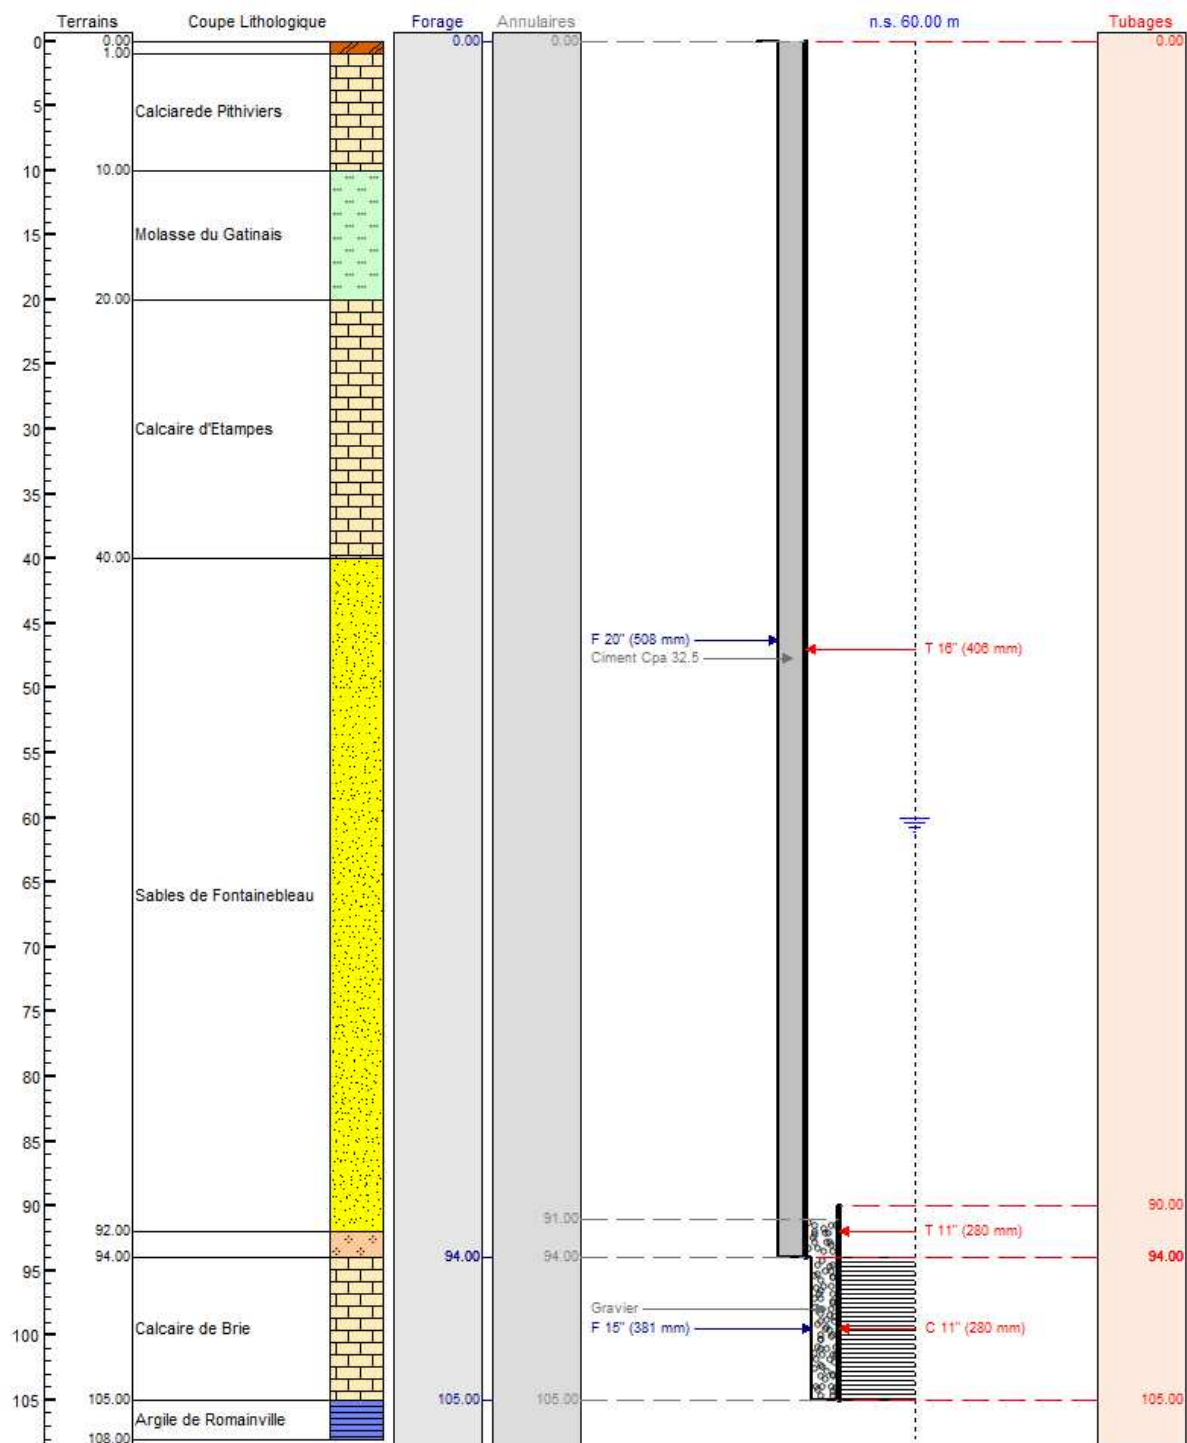 Terrains Coupe Lithologique Forage Annulaires n.s. 60.00 m Tubages
0 0.00 0.00 0.00 0.00
1.00
5 Calciarede Pithiviers
10 10.00
15 Molasse du Gatinais
20 20.00
25
30 Calcaire d'Etampes
35
40 40.00
45
F 20" (508 mm) T 16" (406 mm)
Ciment Cpa 32.5
50
55
60
65
Sables de Fontainebleau
70
75
80
85
90 90.00
91.00
92.00 T 11" (280 mm)
94.00 94.00 94.00 94.00
95
Gravier
100 Calcaire de Brie F 15" (381 mm) C 11" (280 mm)
105 105.00 105.00 105.00 105.00
Argile de Romainville
108.00